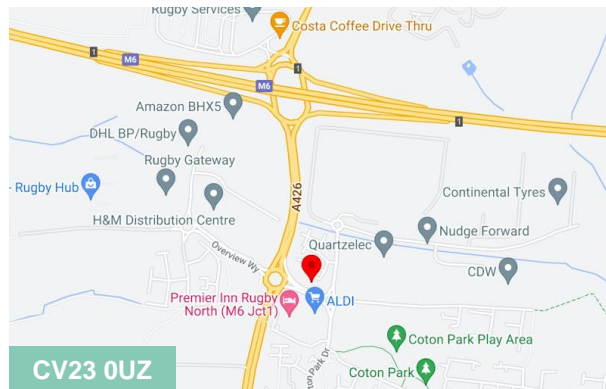 Rugby Services
Costa Coffee Drive Thru
1
M6
1
M6
Amazon BHX5
1
DHL BP/Rugby
Rugby Gateway
Rugby Hub
A426
Continental Tyres
H&M Distribution Centre
Nudge Forward
Quartzelec
Overview Wy
CDW
Premier Inn Rugby
North (M6 Jct1)
ALDI
Coton Park Play Area
Coton Park Dr
Coton Park
CV23 0UZ